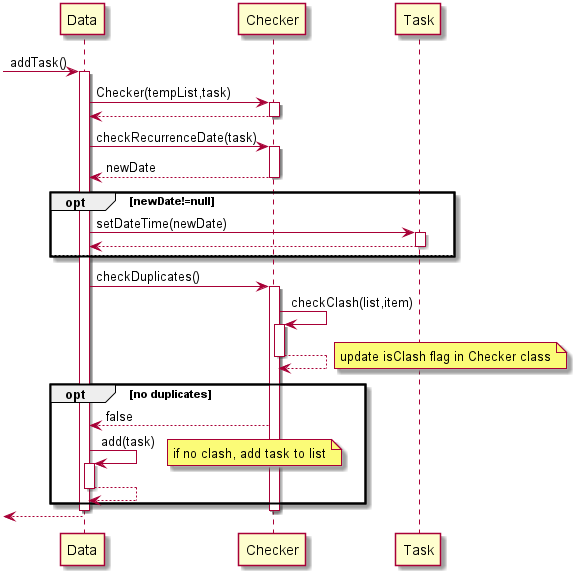 Data
Checker
Task
addTask()
Checker(tempList,task)
checkRecurrenceDate(task)
newDate
opt
[newDate!=null]
setDateTime(newDate)
checkDuplicates()
checkClash(list,item)
update isClash flag in Checker class
opt
[no duplicates]
false
add(task)
if no clash, add task to list
Data
Checker
Task